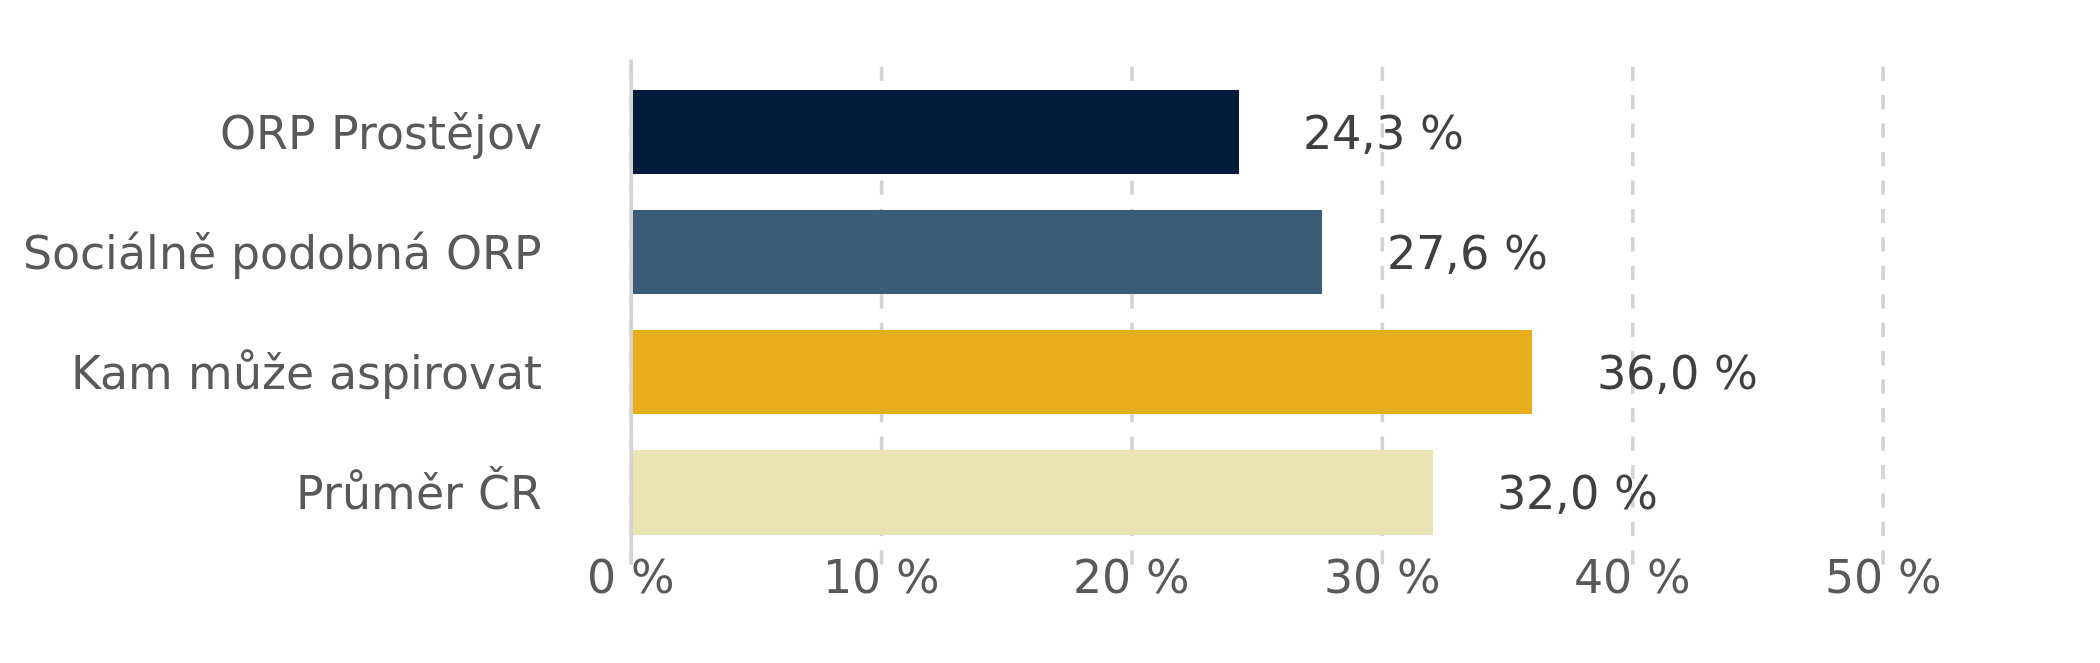 ORP Prostějov 24,3 %
Sociálně podobná ORP 27,6 %
Kam může aspirovat 36,0 %
Průměr ČR 32,0 %
0 % 10 % 20 % 30 % 40 % 50 %